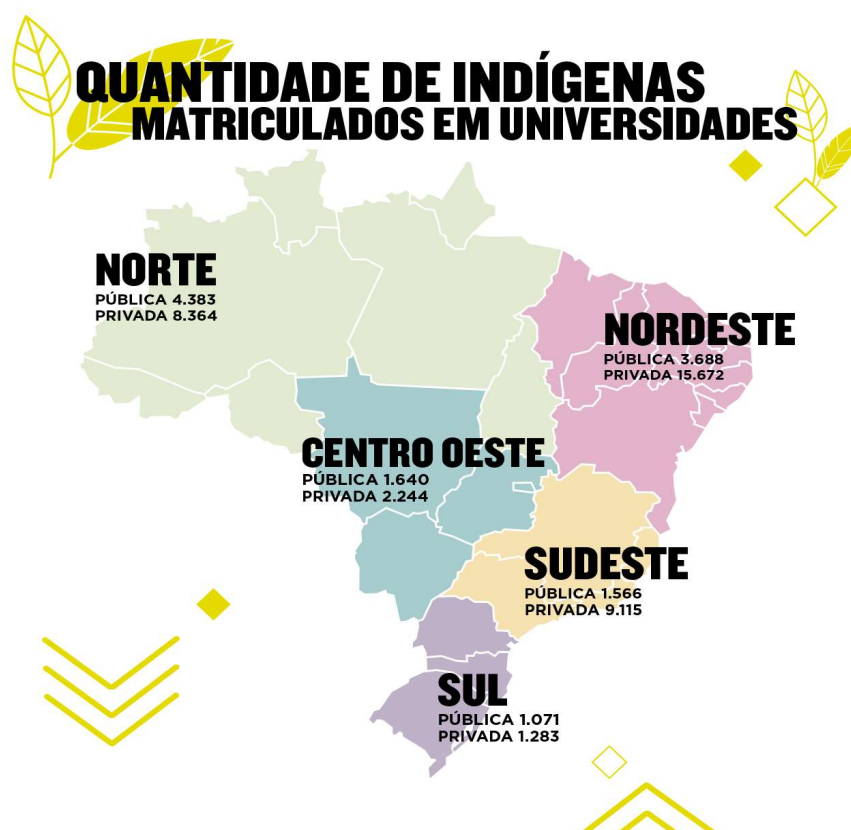 QUANTIDADE DE INDÍGENAS
MATRICULADOS EM UNIVERSIDADES
NORTE
PÚBLICA 4.383
PRIVADA 8.364
NORDESTE
PÚBLICA 3.688
PRIVADA 15.672
CENTRO OESTE
PÚBLICA 1.640
PRIVADA 2.244
SUDESTE
PÚBLICA 1.566
PRIVADA 9.115
SUL
PÚBLICA 1.071
PRIVADA 1.283